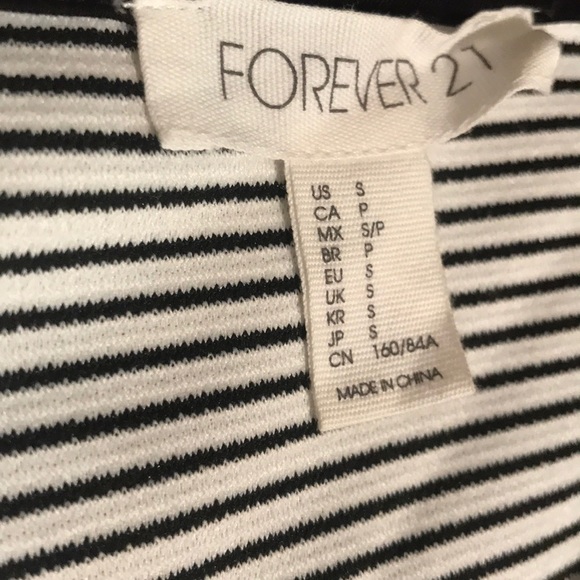 FOREVER 21
US S
CA P
MX S/P
BR P
EU S
UK S
KR S
JP S
CN 160/84A
MADE IN CHINA